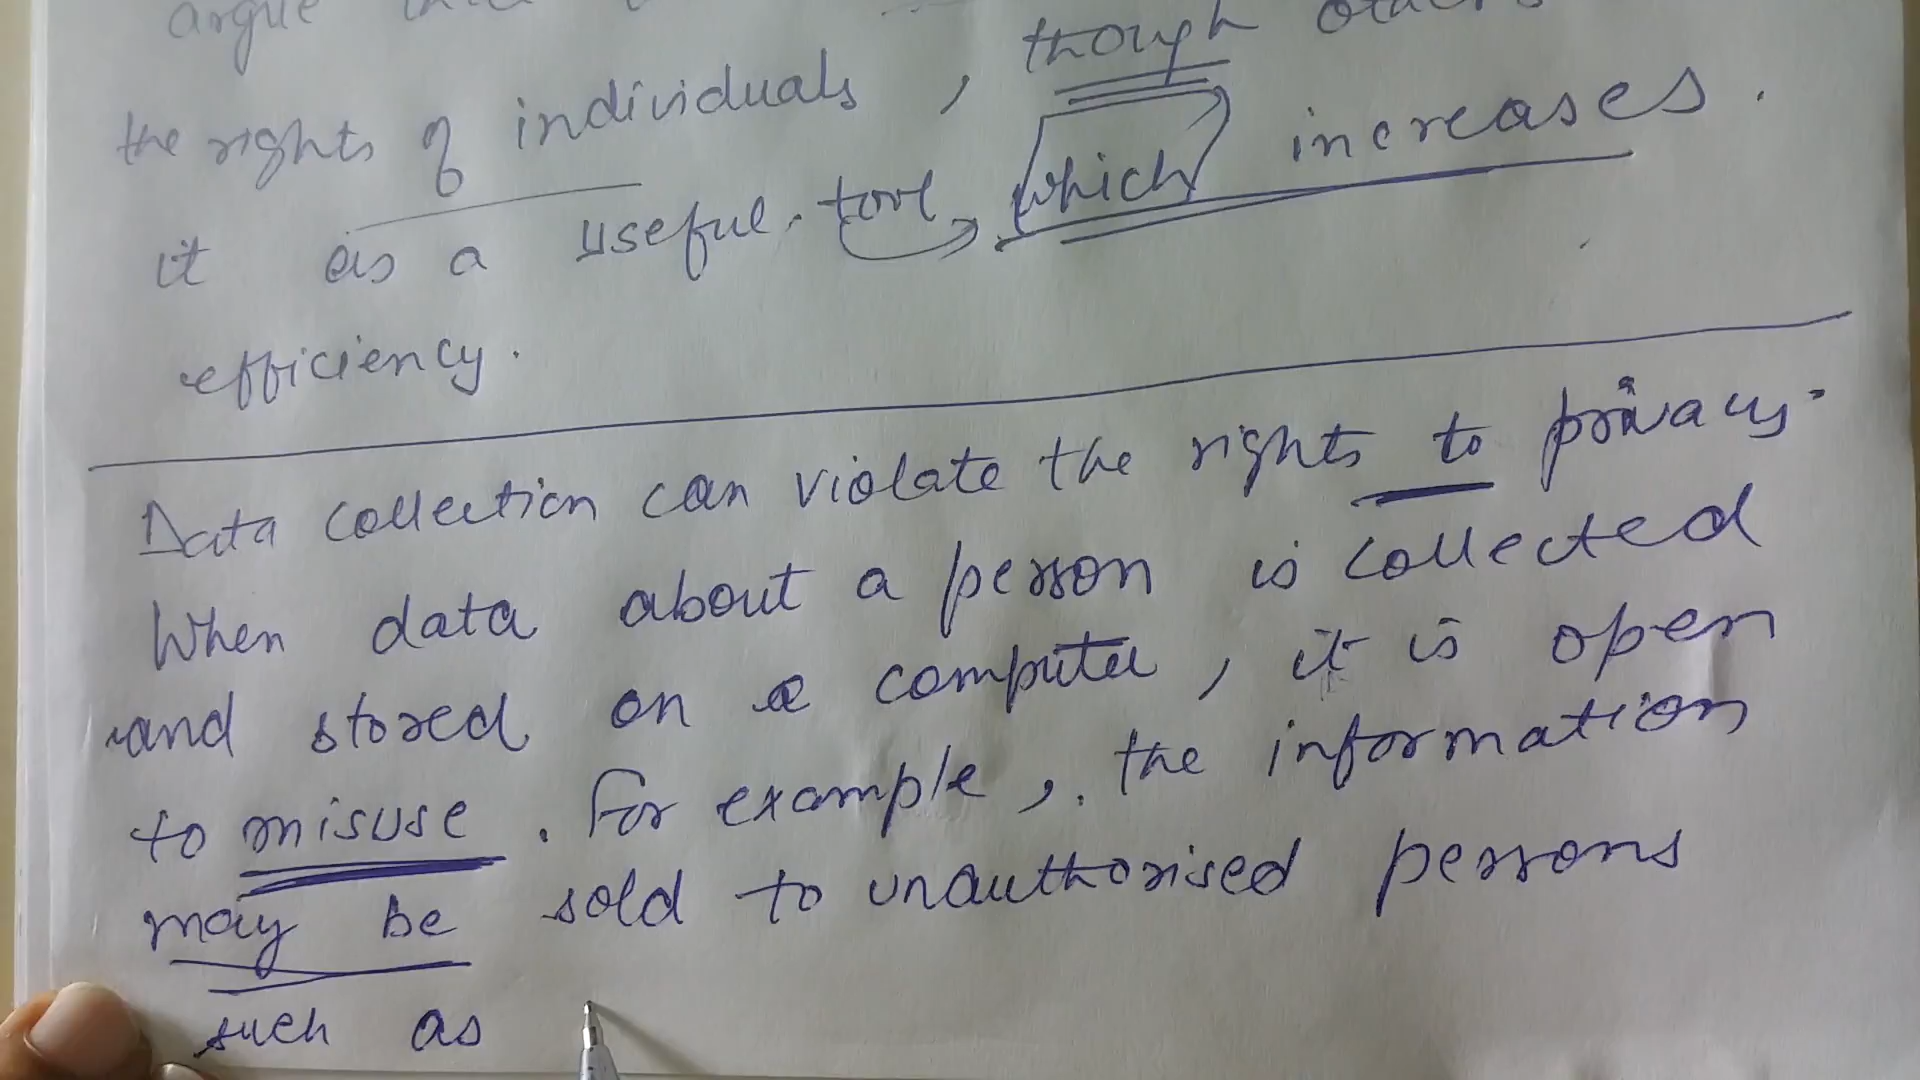 argue
the rights of individuals, though others
it as a useful tool which increases.
efficiency.
Data collection can violate the rights to privacy.
When data about a person is collected
and stored on a computer, it is open
to misuse. For example, the information
may be sold to unauthorised persons
such as